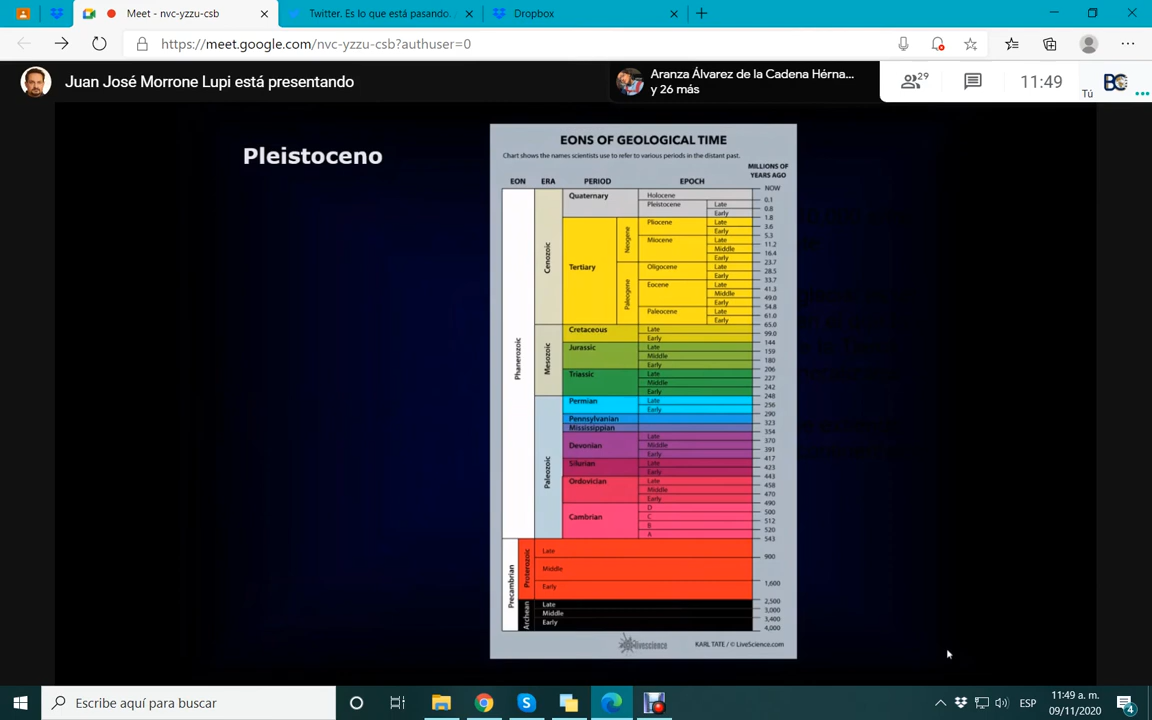 Meet - nvc-yzzu-csb
Twitter. Es lo que está pasando.
Dropbox
https://meet.google.com/nvc-yzzu-csb?authuser=0
Juan José Morrone Lupi está presentando
Aranza Álvarez de la Cadena Hérna...
y 26 más
29
11:49
Tú
BC
Pleistoceno
EONS OF GEOLOGICAL TIME
Chart shows the names scientists use to refer to various periods in the distant past.
MILLIONS OF
YEARS AGO
EON ERA PERIOD EPOCH
NOW
Quaternary Holocene
0.1
Pleistocene Late
0.8
Early
1.8
Pliocene Late
3.6
Early
5.3
Miocene Late
11.2
Middle
16.4
Early
23.7
Tertiary Oligocene Late
28.5
Early
33.7
Eocene Late
41.3
Middle
49.0
Early
54.8
Paleocene Late
61.0
Early
65.0
Neogene
Paleogene
Cenozoic
Cretaceous Late
99.0
Early
144
Jurassic Late
159
Middle
180
Early
206
Triassic Late
227
Middle
242
Early
248
Mesozoic
Phanerozoic
Permian Late
256
Early
290
Pennsylvanian
323
Mississippian
354
Late
370
Devonian Middle
391
Early
417
Silurian Late
423
Early
443
Ordovician Late
458
Middle
470
Early
490
D
500
Cambrian C
512
B
520
A
543
Paleozoic
Late
900
Middle
1,600
Early
2,500
Proterozoic
Precambrian
Late
3,000
Middle
3,400
Early
4,000
Archean
livescience
KARL TATE / © LiveScience.com
Escribe aquí para buscar
ESP
11:49 a. m.
09/11/2020
4